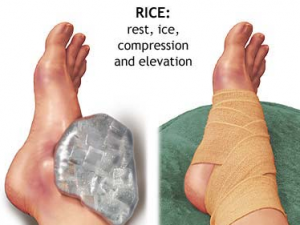 RICE:
rest, ice,
compression
and elevation